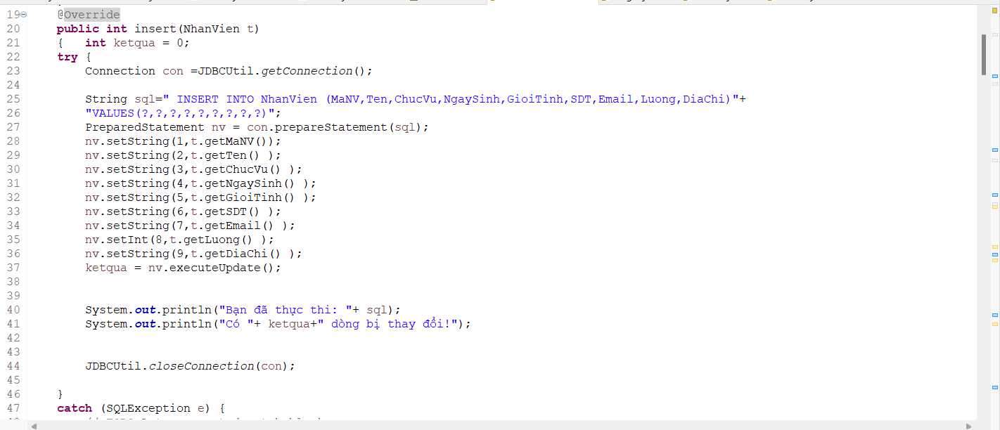 19 @Override
20 public int insert(NhanVien t)
21 { int ketqua = 0;
22 try {
23 Connection con =JDBCUtil.getConnection();
24
25 String sql=" INSERT INTO NhanVien (MaNV,Ten,ChucVu,NgaySinh,GioiTinh,SDT,Email,Luong,DiaChi)"+
26 "VALUES(?,?,?,?,?,?,?,?,?)";
27 PreparedStatement nv = con.prepareStatement(sql);
28 nv.setString(1,t.getMaNV());
29 nv.setString(2,t.getTen() );
30 nv.setString(3,t.getChucVu() );
31 nv.setString(4,t.getNgaySinh() );
32 nv.setString(5,t.getGioiTinh() );
33 nv.setString(6,t.getSDT() );
34 nv.setString(7,t.getEmail() );
35 nv.setInt(8,t.getLuong() );
36 nv.setString(9,t.getDiaChi() );
37 ketqua = nv.executeUpdate();
38
39
40 System.out.println("Bạn đã thực thi: "+ sql);
41 System.out.println("Có "+ ketqua+" dòng bị thay đổi!");
42
43
44 JDBCUtil.closeConnection(con);
45
46 }
47 catch (SQLException e) {